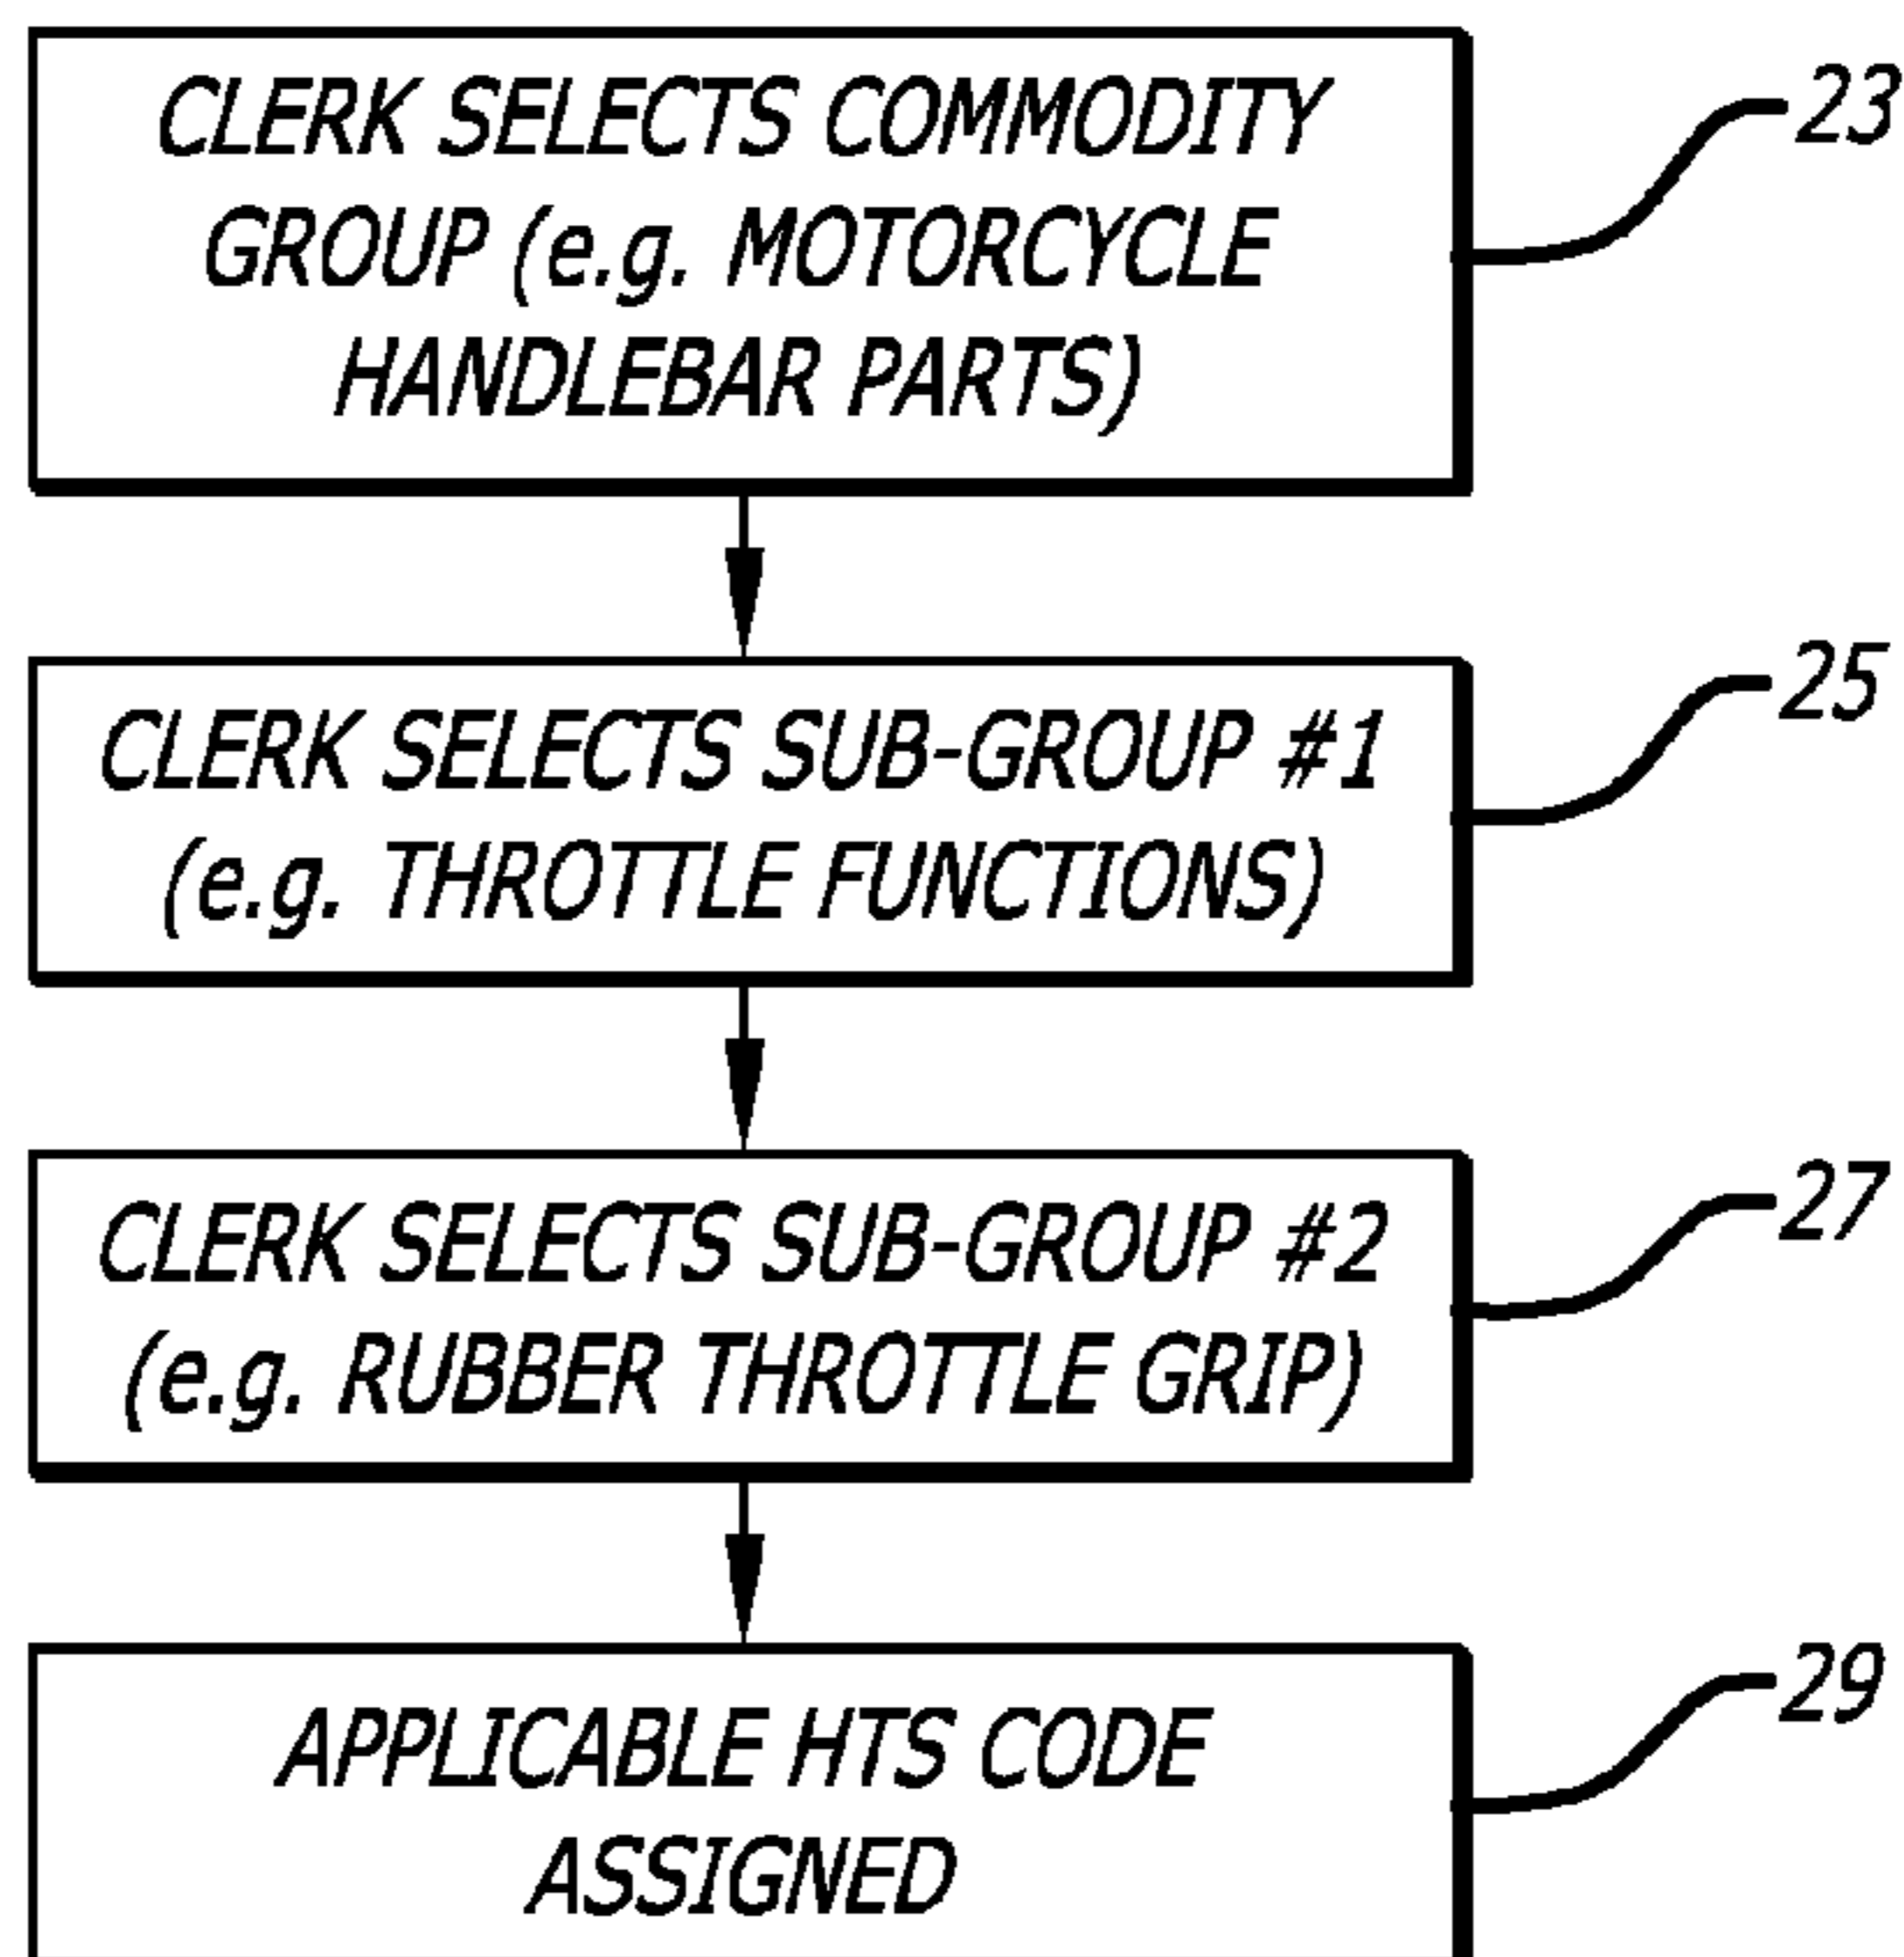 CLERK SELECTS COMMODITY
GROUP (e.g. MOTORCYCLE
HANDLEBAR PARTS)
23
CLERK SELECTS SUB-GROUP #1
(e.g. THROTTLE FUNCTIONS)
25
CLERK SELECTS SUB-GROUP #2
(e.g. RUBBER THROTTLE GRIP)
27
APPLICABLE HTS CODE
ASSIGNED
29